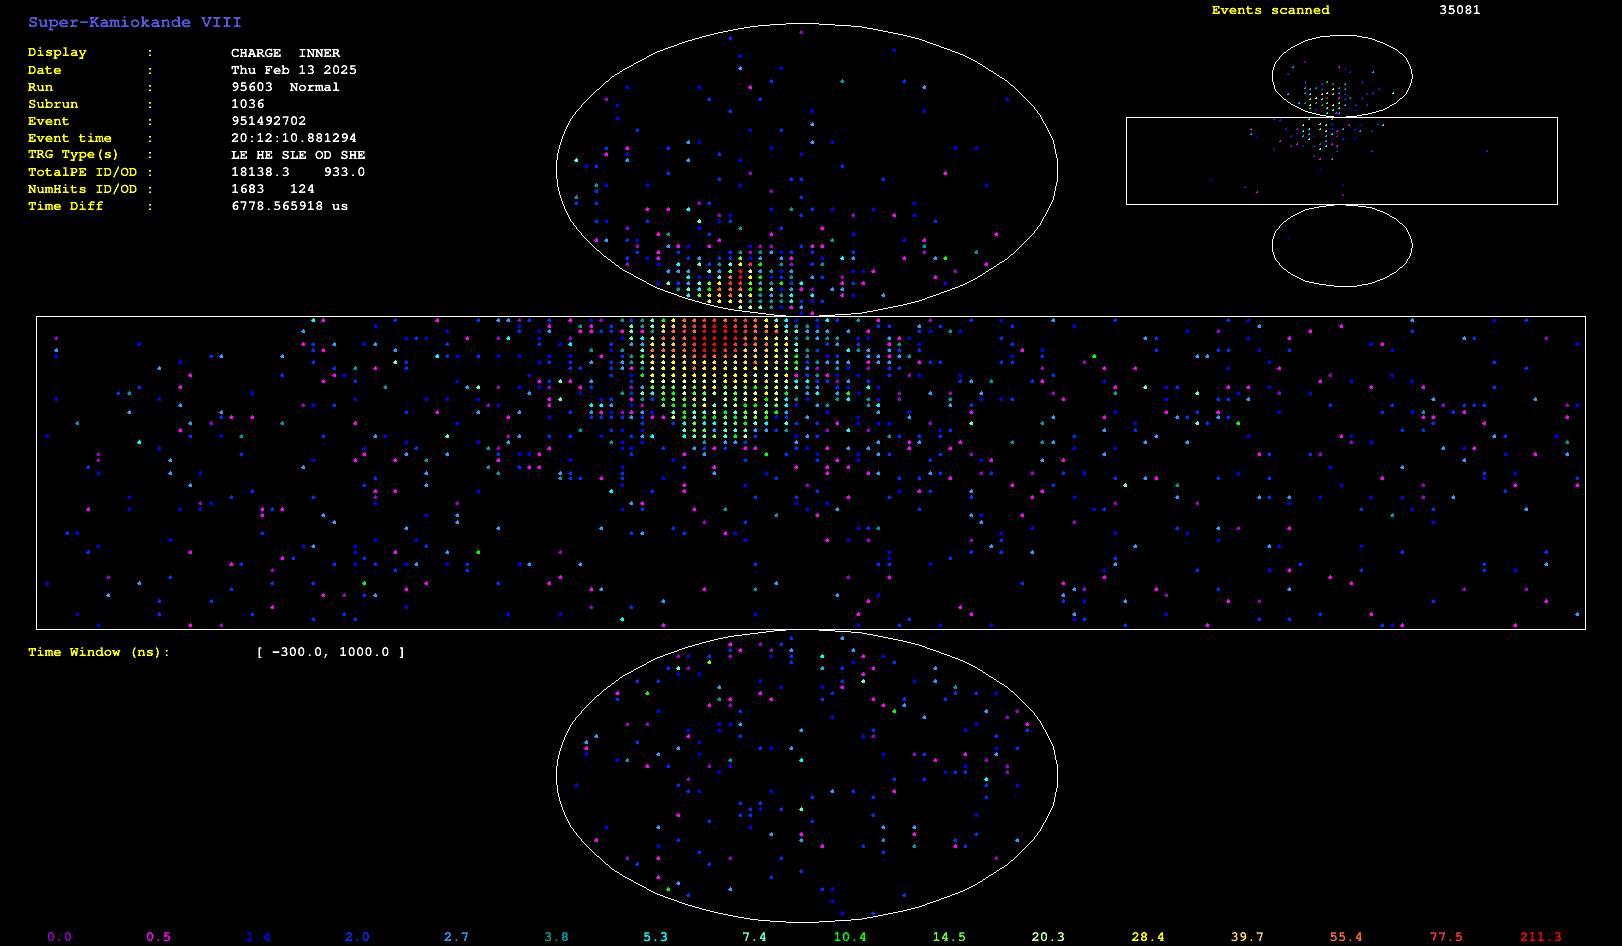 Super-Kamiokande VIII
Events scanned 35081
Display : CHARGE INNER
Date : Thu Feb 13 2025
Run : 95603 Normal
Subrun : 1036
Event : 951492702
Event time : 20:12:10.881294
TRG Type(s) : LE HE SLE OD SHE
TotalPE ID/OD : 18138.3 933.0
NumHits ID/OD : 1683 124
Time Diff : 6778.565918 us
Time Window (ns): [ -300.0, 1000.0 ]
0.0 0.5 1.4 2.0 2.7 3.8 5.3 7.4 10.4 14.5 20.3 28.4 39.7 55.4 77.5 211.3